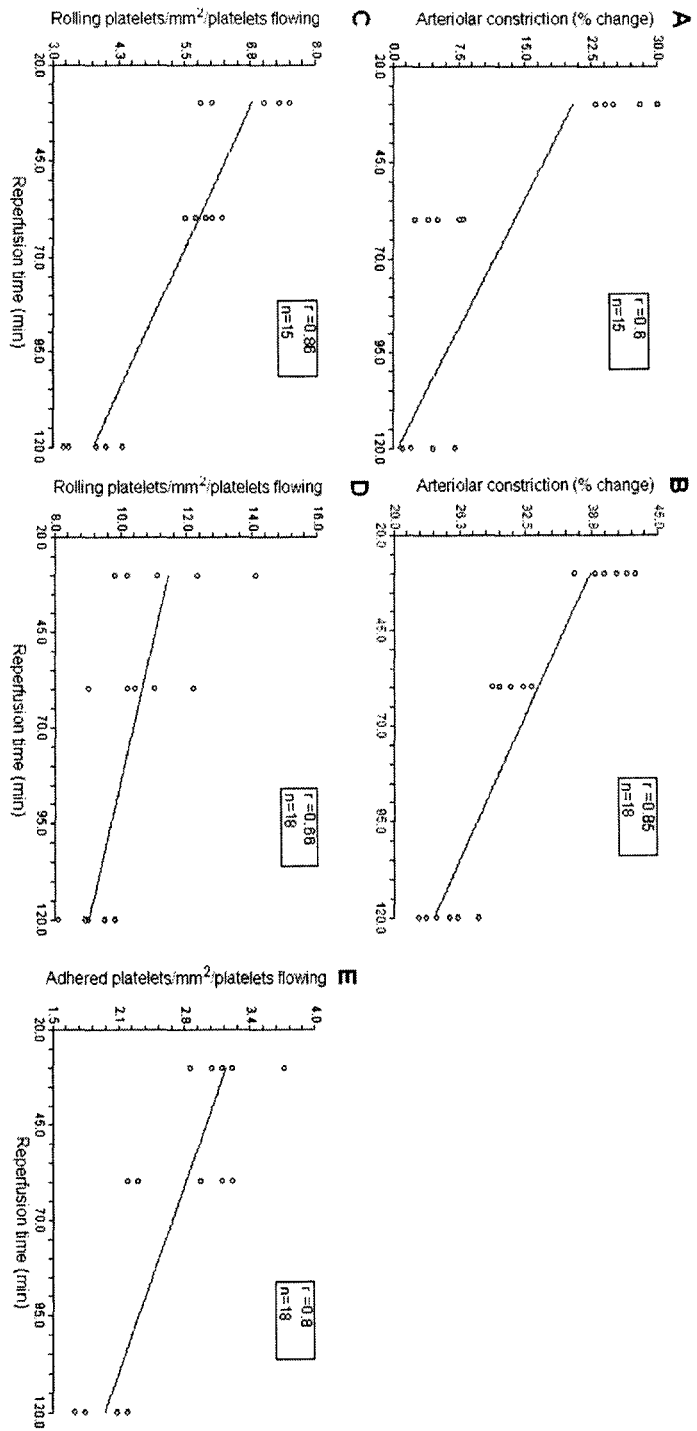 A
Arteriolar constriction (% change)
30.0
22.5
15.0
7.5
0.0
20.0 45.0 70.0 95.0 120.0
r =0.8
n=15
B
Arteriolar constriction (% change)
45.0
38.8
32.5
26.3
20.0
20.0 45.0 70.0 95.0 120.0
r =0.85
n=18
C
Rolling platelets/mm²/platelets flowing
8.0
6.8
5.5
4.3
3.0
20.0 45.0 70.0 95.0 120.0
Reperfusion time (min)
r =0.86
n=15
D
Rolling platelets/mm²/platelets flowing
16.0
14.0
12.0
10.0
8.0
20.0 45.0 70.0 95.0 120.0
Reperfusion time (min)
r =0.66
n=18
E
Adhered platelets/mm²/platelets flowing
4.0
3.4
2.8
2.1
1.5
20.0 45.0 70.0 95.0 120.0
Reperfusion time (min)
r =0.8
n=18